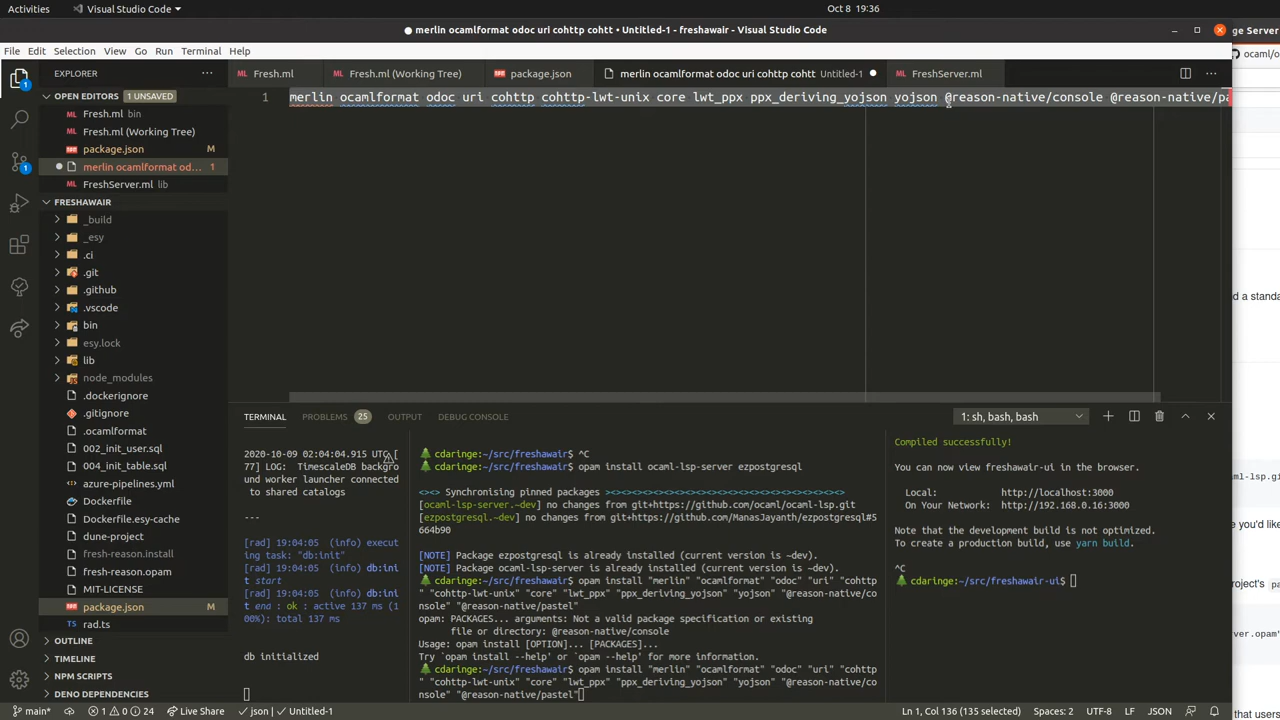 Activities
Visual Studio Code
Oct 8 19:36
merlin ocamlformat odoc uri cohttp cohtt • Untitled-1 - freshawair - Visual Studio Code
ge Server
File Edit Selection View Go Run Terminal Help
ocaml/o
EXPLORER
Fresh.ml
Fresh.ml (Working Tree)
package.json
merlin ocamlformat odoc uri cohttp cohtt Untitled-1
FreshServer.ml
OPEN EDITORS 1 UNSAVED
1 merlin ocamlformat odoc uri cohttp cohttp-lwt-unix core lwt_ppx ppx_deriving_yojson yojson @reason-native/console @reason-native/pa
Fresh.ml bin
Fresh.ml (Working Tree)
package.json M
merlin ocamlformat od... 1
FreshServer.ml lib
FRESHAWAIR
_build
_esy
.ci
.git
.github
.vscode
bin
esy.lock
lib
node_modules
.dockerignore
.gitignore
.ocamlformat
002_init_user.sql
004_init_table.sql
azure-pipelines.yml
Dockerfile
Dockerfile.esy-cache
dune-project
fresh-reason.install
fresh-reason.opam
MIT-LICENSE
package.json M
rad.ts
OUTLINE
TIMELINE
NPM SCRIPTS
DENO DEPENDENCIES
d a standa
TERMINAL PROBLEMS 25 OUTPUT DEBUG CONSOLE
1: sh, bash, bash
2020-10-09 02:04:04.915 UTC [
77] LOG:  TimescaleDB backgro
und worker launcher connected
to shared catalogs
---
[rad] 19:04:05 (info) execut
ing task: "db:init"
[rad] 19:04:05 (info) db:ini
t start
[rad] 19:04:05 (info) db:ini
t end : ok : active 137 ms (1
00%): total 137 ms
db initialized
cdaringe:~/src/freshawair$ ^C
cdaringe:~/src/freshawair$ opam install ocaml-lsp-server ezpostgresql
<><> Synchronising pinned packages ><><><><><><><><><><><><><><><><><><><><><><>
[ocaml-lsp-server.~dev] no changes from git+https://github.com/ocaml/ocaml-lsp.git
[ezpostgresql.~dev] no changes from git+https://github.com/ManasJayanth/ezpostgresql#5
664b90
[NOTE] Package ezpostgresql is already installed (current version is ~dev).
[NOTE] Package ocaml-lsp-server is already installed (current version is ~dev).
cdaringe:~/src/freshawair$ opam install "merlin" "ocamlformat" "odoc" "uri" "cohttp
" "cohttp-lwt-unix" "core" "lwt_ppx" "ppx_deriving_yojson" "yojson" "@reason-native/co
nsole" "@reason-native/pastel"
opam: PACKAGES... arguments: Not a valid package specification or existing
file or directory: @reason-native/console
Usage: opam install [OPTION]... [PACKAGES]...
Try `opam install --help' or `opam --help' for more information.
cdaringe:~/src/freshawair$ opam install "merlin" "ocamlformat" "odoc" "uri" "cohttp
" "cohttp-lwt-unix" "core" "lwt_ppx" "ppx_deriving_yojson" "yojson" "@reason-native/co
nsole" "@reason-native/pastel"
Compiled successfully!
You can now view freshawair-ui in the browser.
Local: http://localhost:3000
On Your Network: http://192.168.0.16:3000
Note that the development build is not optimized.
To create a production build, use yarn build.
^C
cdaringe:~/src/freshawair-ui$
l-lsp.git
e you'd like
roject's pa
rver.opam"
that users
main* 1 0 24 Live Share json Untitled-1
Ln 1, Col 136 (135 selected) Spaces: 2 UTF-8 LF JSON